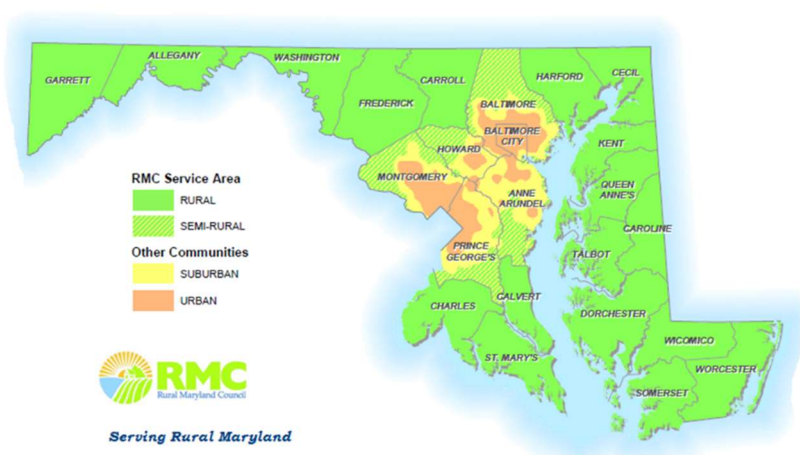 GARRETT
ALLEGANY
WASHINGTON
FREDERICK
CARROLL
BALTIMORE
HARFORD
CECIL
BALTIMORE
CITY
HOWARD
MONTGOMERY
KENT
QUEEN
ANNE'S
ANNE
ARUNDEL
CAROLINE
PRINCE
GEORGE'S
TALBOT
CHARLES
CALVERT
DORCHESTER
ST. MARY'S
WICOMICO
WORCESTER
SOMERSET
RMC Service Area
RURAL
SEMI-RURAL
Other Communities
SUBURBAN
URBAN
RMC
Rural Maryland Council
Serving Rural Maryland